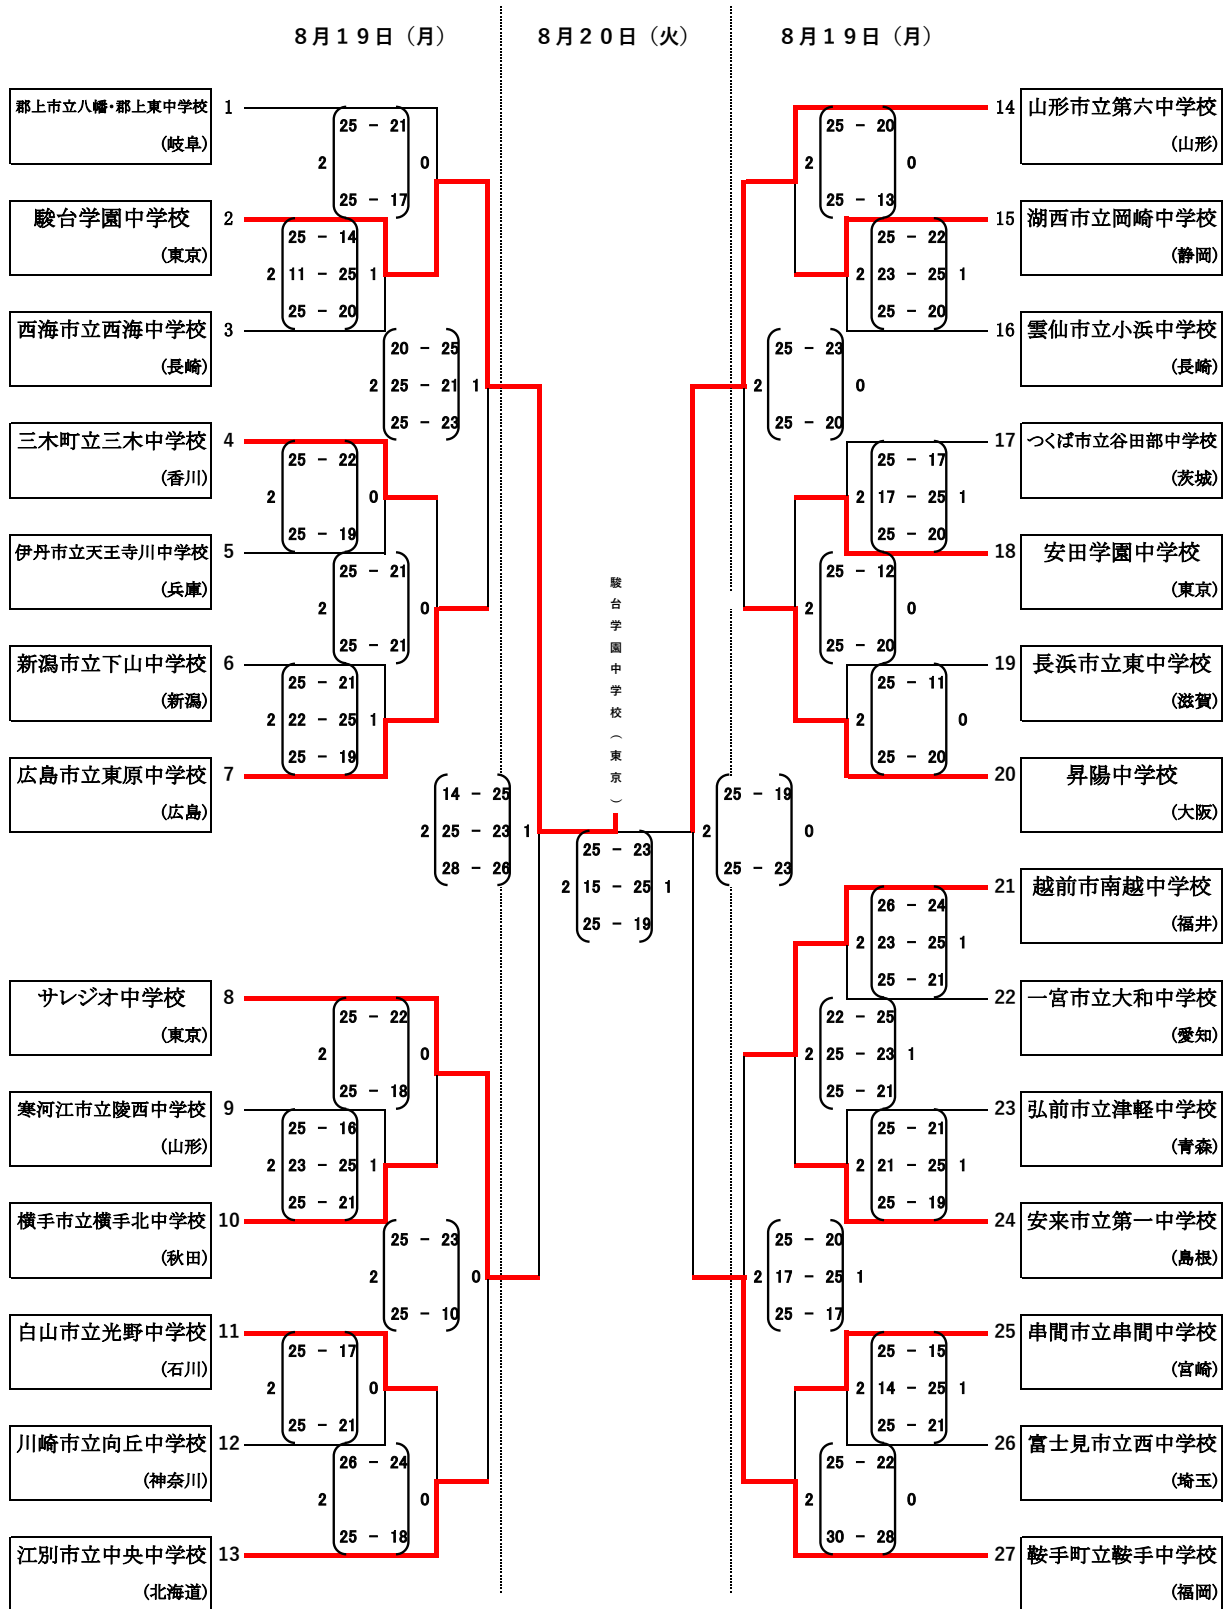 8月19日（月）
8月20日（火）
8月19日（月）
郡上市立八幡・郡上東中学校 1
(岐阜)
25 － 21
2 0
25 － 17
駿台学園中学校 2
(東京)
25 － 14
2 11 － 25 1
25 － 20
西海市立西海中学校 3
(長崎)
20 － 25
2 25 － 21 1
25 － 23
三木町立三木中学校 4
(香川)
25 － 22
2 0
25 － 19
伊丹市立天王寺川中学校 5
(兵庫)
25 － 21
2 0
25 － 21
新潟市立下山中学校 6
(新潟)
25 － 21
2 22 － 25 1
25 － 19
広島市立東原中学校 7
(広島)
14 － 25
2 25 － 23 1
28 － 26
サレジオ中学校 8
(東京)
25 － 22
2 0
25 － 18
寒河江市立陵西中学校 9
(山形)
25 － 16
2 23 － 25 1
25 － 21
横手市立横手北中学校 10
(秋田)
25 － 23
2 0
25 － 10
白山市立光野中学校 11
(石川)
25 － 17
2 0
25 － 21
川崎市立向丘中学校 12
(神奈川)
26 － 24
2 0
25 － 18
江別市立中央中学校 13
(北海道)
駿台学園中学校（東京）
25 － 23
2 15 － 25 1
25 － 19
14 山形市立第六中学校
(山形)
25 － 20
2 0
25 － 13
15 湖西市立岡崎中学校
(静岡)
25 － 22
2 23 － 25 1
25 － 20
16 雲仙市立小浜中学校
(長崎)
25 － 23
2 0
25 － 20
17 つくば市立谷田部中学校
(茨城)
25 － 17
2 17 － 25 1
25 － 20
18 安田学園中学校
(東京)
25 － 12
2 0
25 － 20
19 長浜市立東中学校
(滋賀)
25 － 11
2 0
25 － 20
20 昇陽中学校
(大阪)
25 － 19
2 0
25 － 23
21 越前市南越中学校
(福井)
26 － 24
2 23 － 25 1
25 － 21
22 一宮市立大和中学校
(愛知)
22 － 25
2 25 － 23 1
25 － 21
23 弘前市立津軽中学校
(青森)
25 － 21
2 21 － 25 1
25 － 19
24 安来市立第一中学校
(島根)
25 － 20
2 17 － 25 1
25 － 17
25 串間市立串間中学校
(宮崎)
25 － 15
2 14 － 25 1
25 － 21
26 富士見市立西中学校
(埼玉)
25 － 22
2 0
30 － 28
27 鞍手町立鞍手中学校
(福岡)